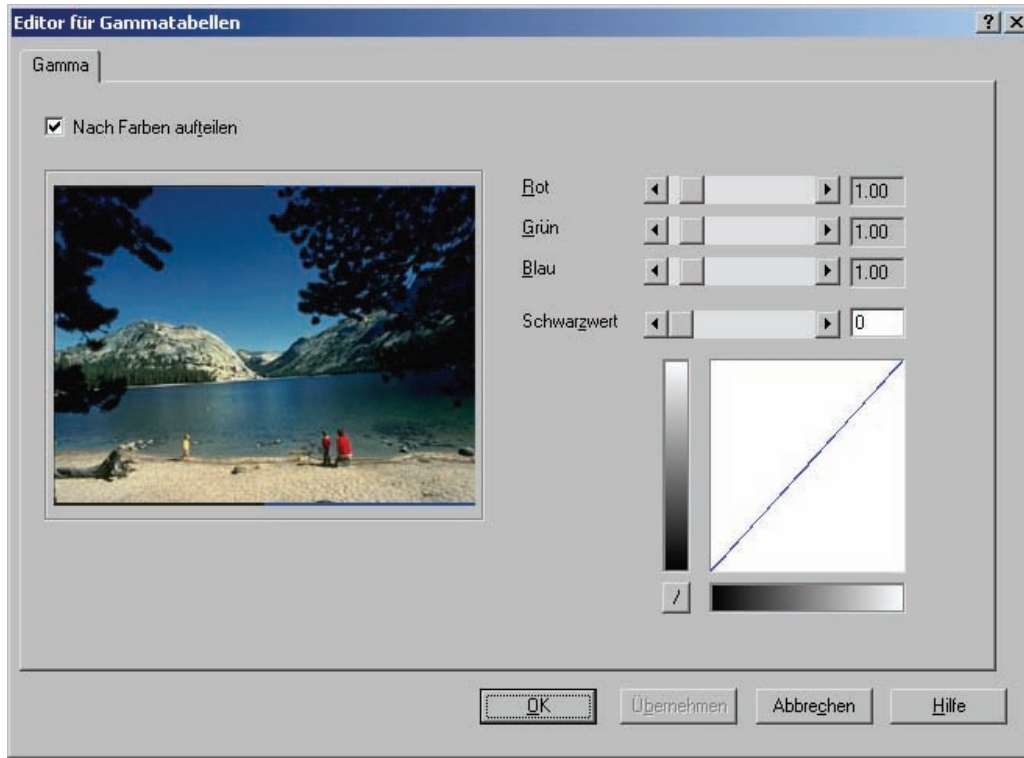 Editor für Gammatabellen
Gamma
Nach Farben aufteilen
Rot 1.00
Grün 1.00
Blau 1.00
Schwarzwert 0
OK Übernehmen Abbrechen Hilfe